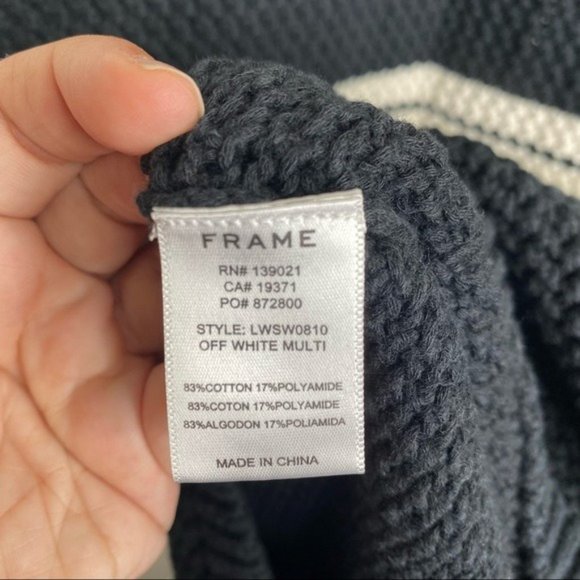 FRAME
RN# 139021
CA# 19371
PO# 872800
STYLE: LWSW0810
OFF WHITE MULTI
83%COTTON 17%POLYAMIDE
83%COTON 17%POLYAMIDE
83%ALGODON 17%POLIAMIDA
MADE IN CHINA